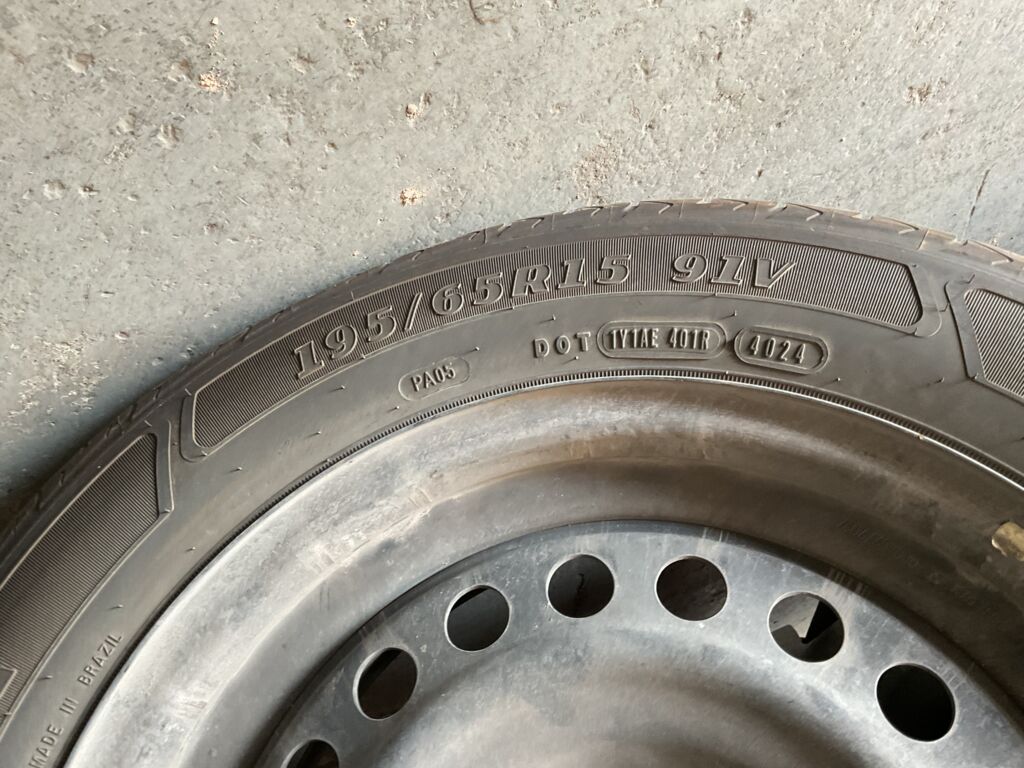 195/65R15 91V
DOT 1Y1AE 401R 4024
PA05
MADE IN BRAZIL